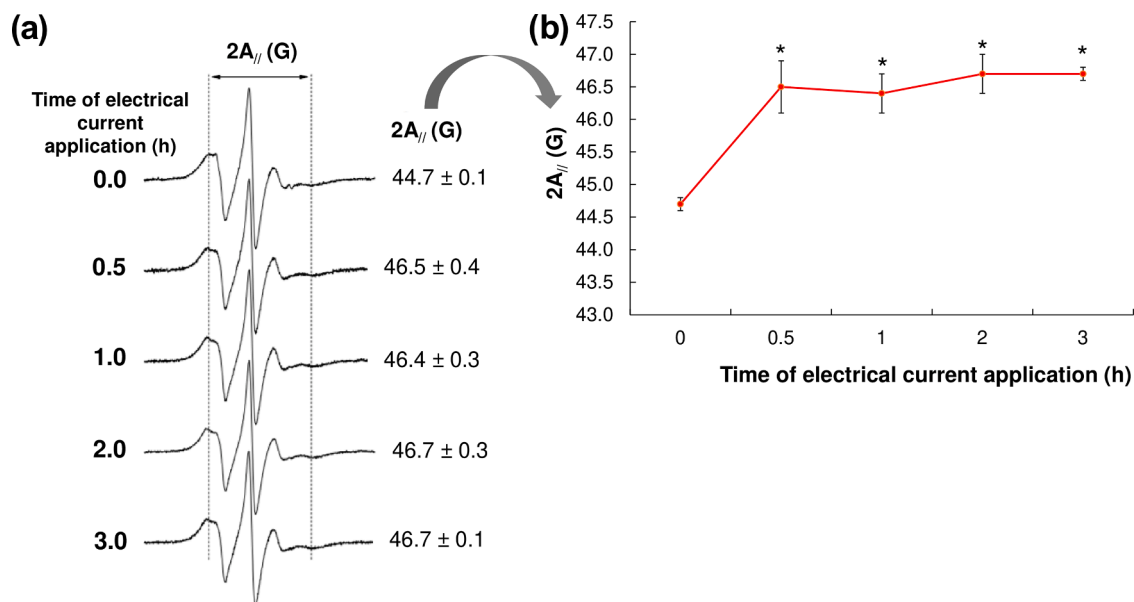 (a)
2A// (G)
Time of electrical
current
application (h)
2A// (G)
0.0
44.7 ± 0.1
0.5
46.5 ± 0.4
1.0
46.4 ± 0.3
2.0
46.7 ± 0.3
3.0
46.7 ± 0.1
(b)
2A// (G)
47.5
47.0
46.5
46.0
45.5
45.0
44.5
44.0
43.5
43.0
* * * *
0 0.5 1 2 3
Time of electrical current application (h)